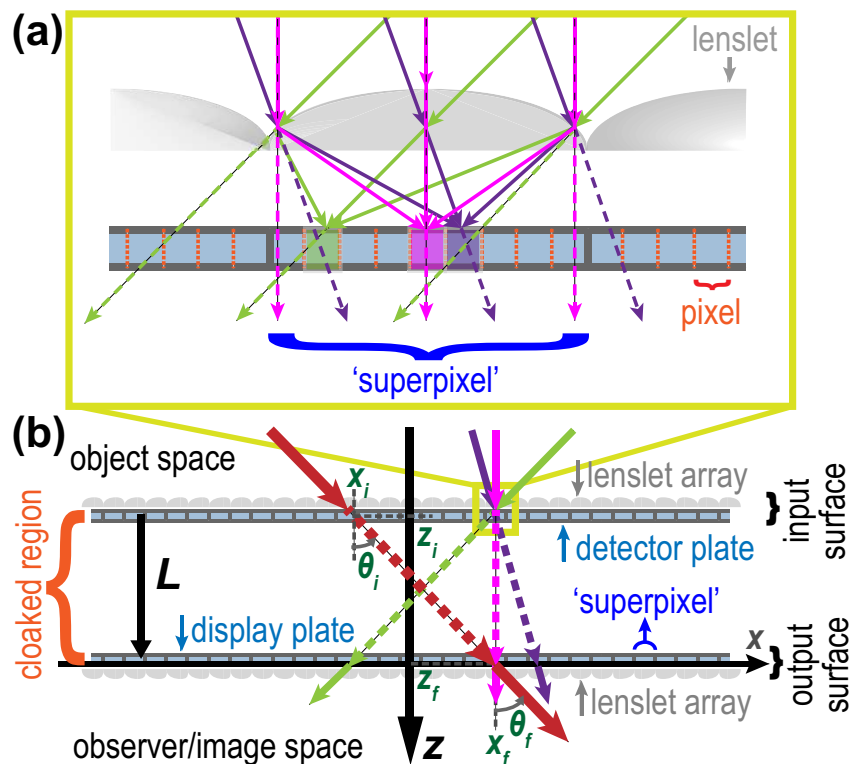 (a)
lenslet
pixel
‘superpixel’
(b)
object space
x_i
lenslet array
input surface
z_i
θ_i
detector plate
cloaked region
L
‘superpixel’
display plate
x
output surface
z_f
lenslet array
θ_f
x_f
observer/image space
z